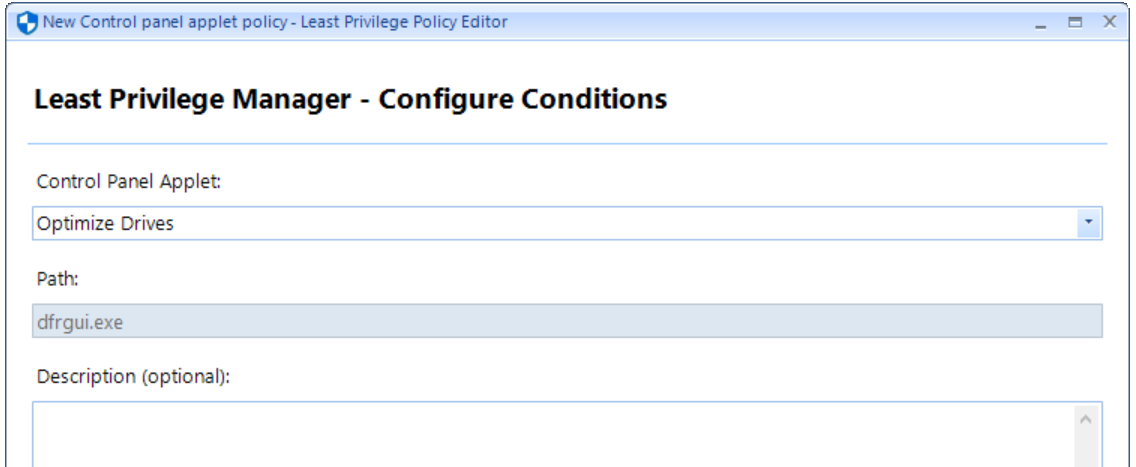 New Control panel applet policy - Least Privilege Policy Editor
Least Privilege Manager - Configure Conditions
Control Panel Applet:
Optimize Drives
Path:
dfrgui.exe
Description (optional):